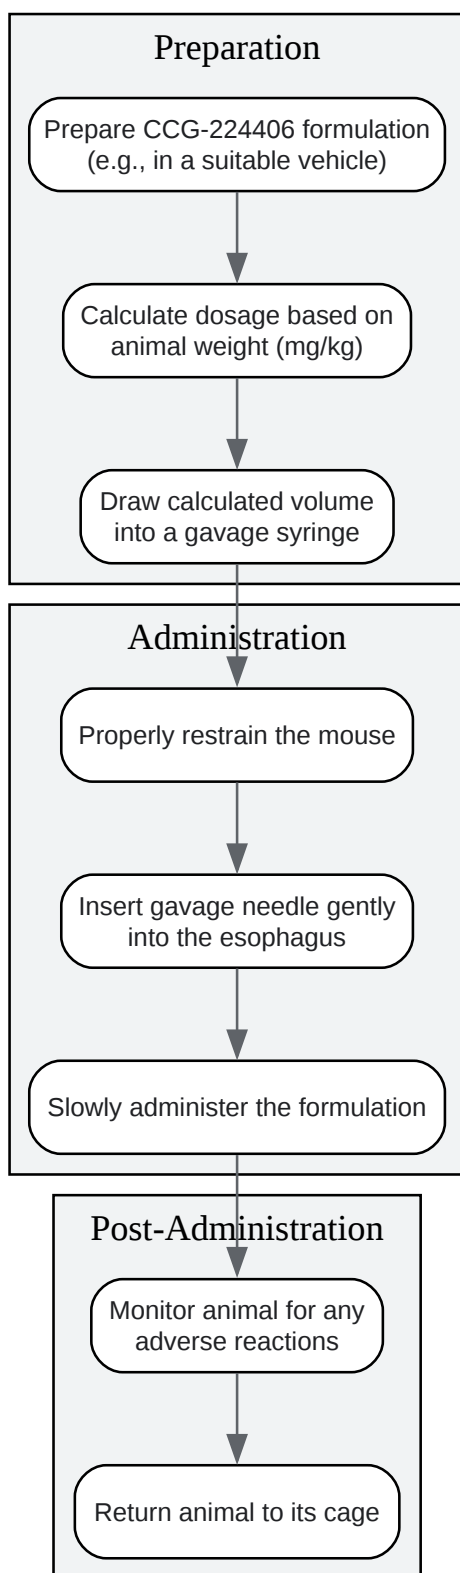 Preparation
Prepare CCG-224406 formulation
(e.g., in a suitable vehicle)
Calculate dosage based on
animal weight (mg/kg)
Draw calculated volume
into a gavage syringe
Administration
Properly restrain the mouse
Insert gavage needle gently
into the esophagus
Slowly administer the formulation
Post-Administration
Monitor animal for any
adverse reactions
Return animal to its cage